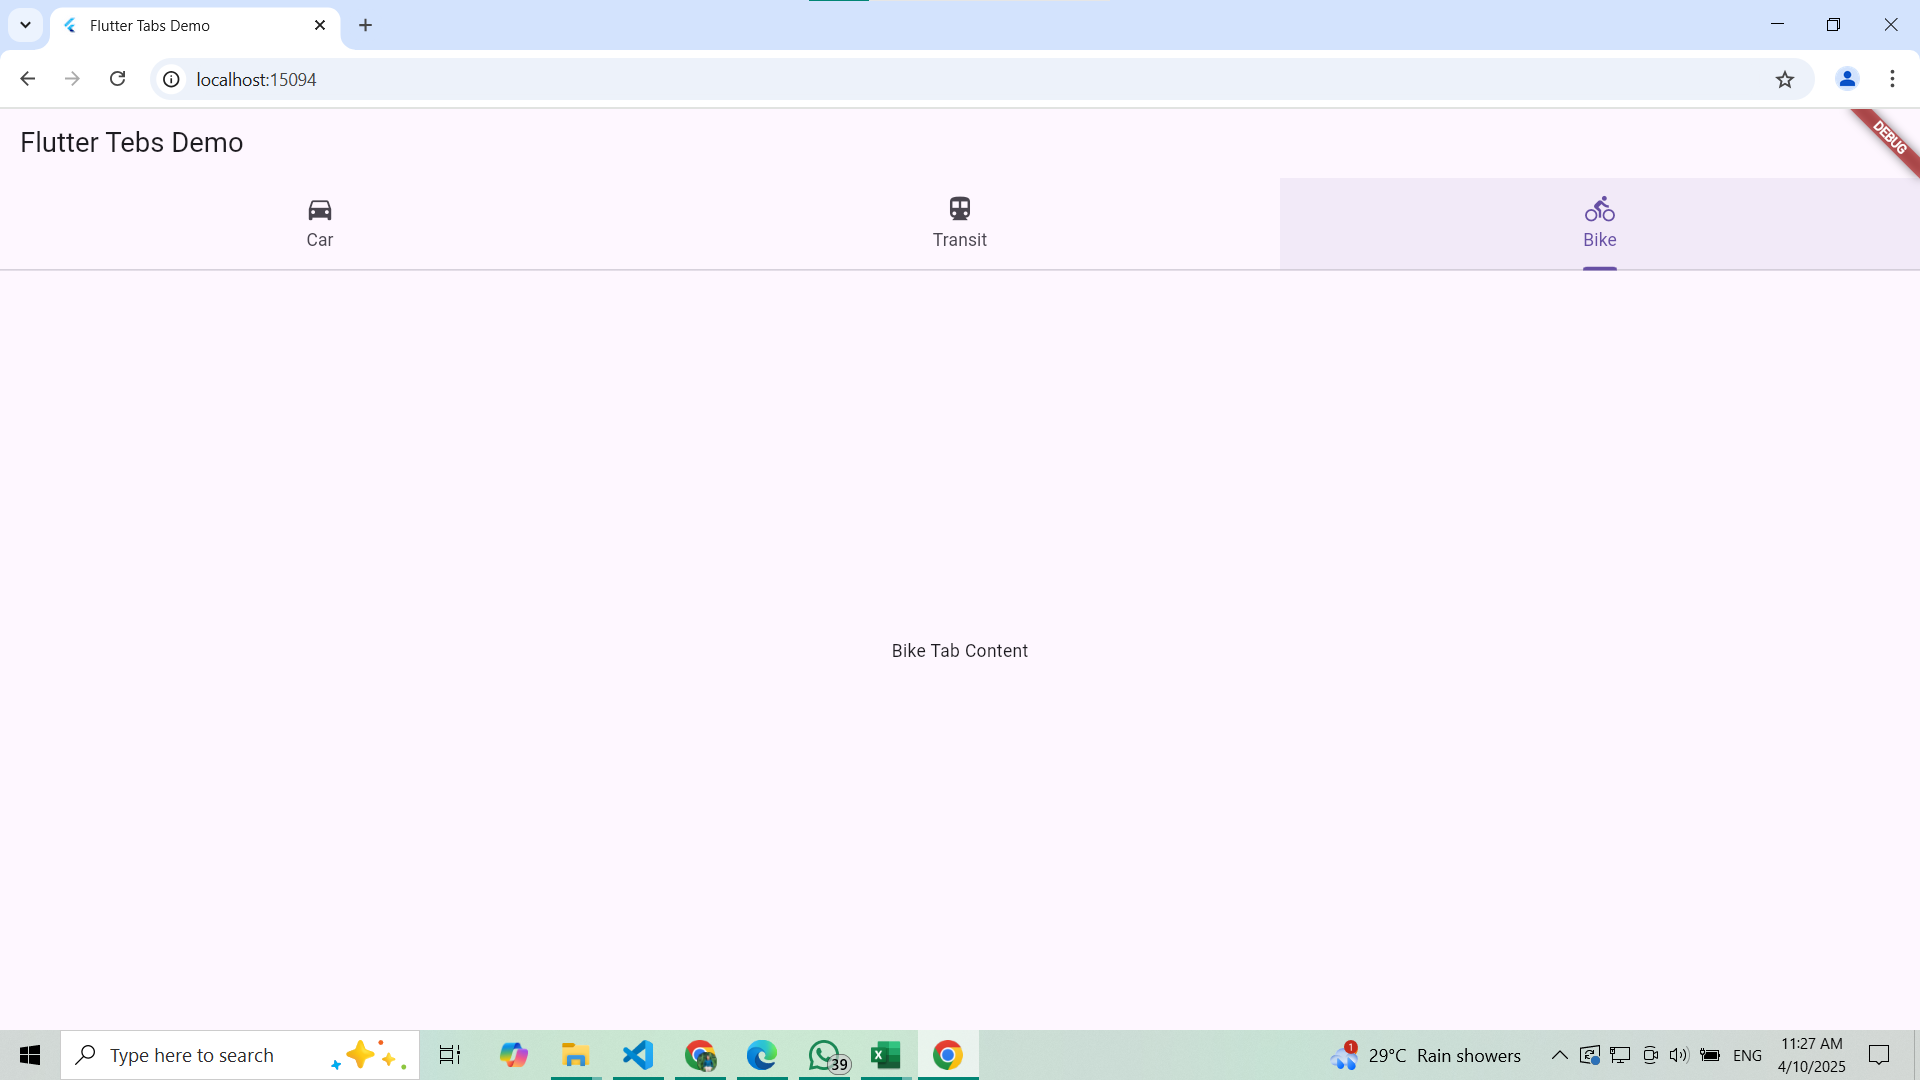 Flutter Tabs Demo
localhost:15094
Flutter Tebs Demo
DEBUG
Car
Transit
Bike
Bike Tab Content
Type here to search
39
1
29°C Rain showers
ENG
11:27 AM
4/10/2025